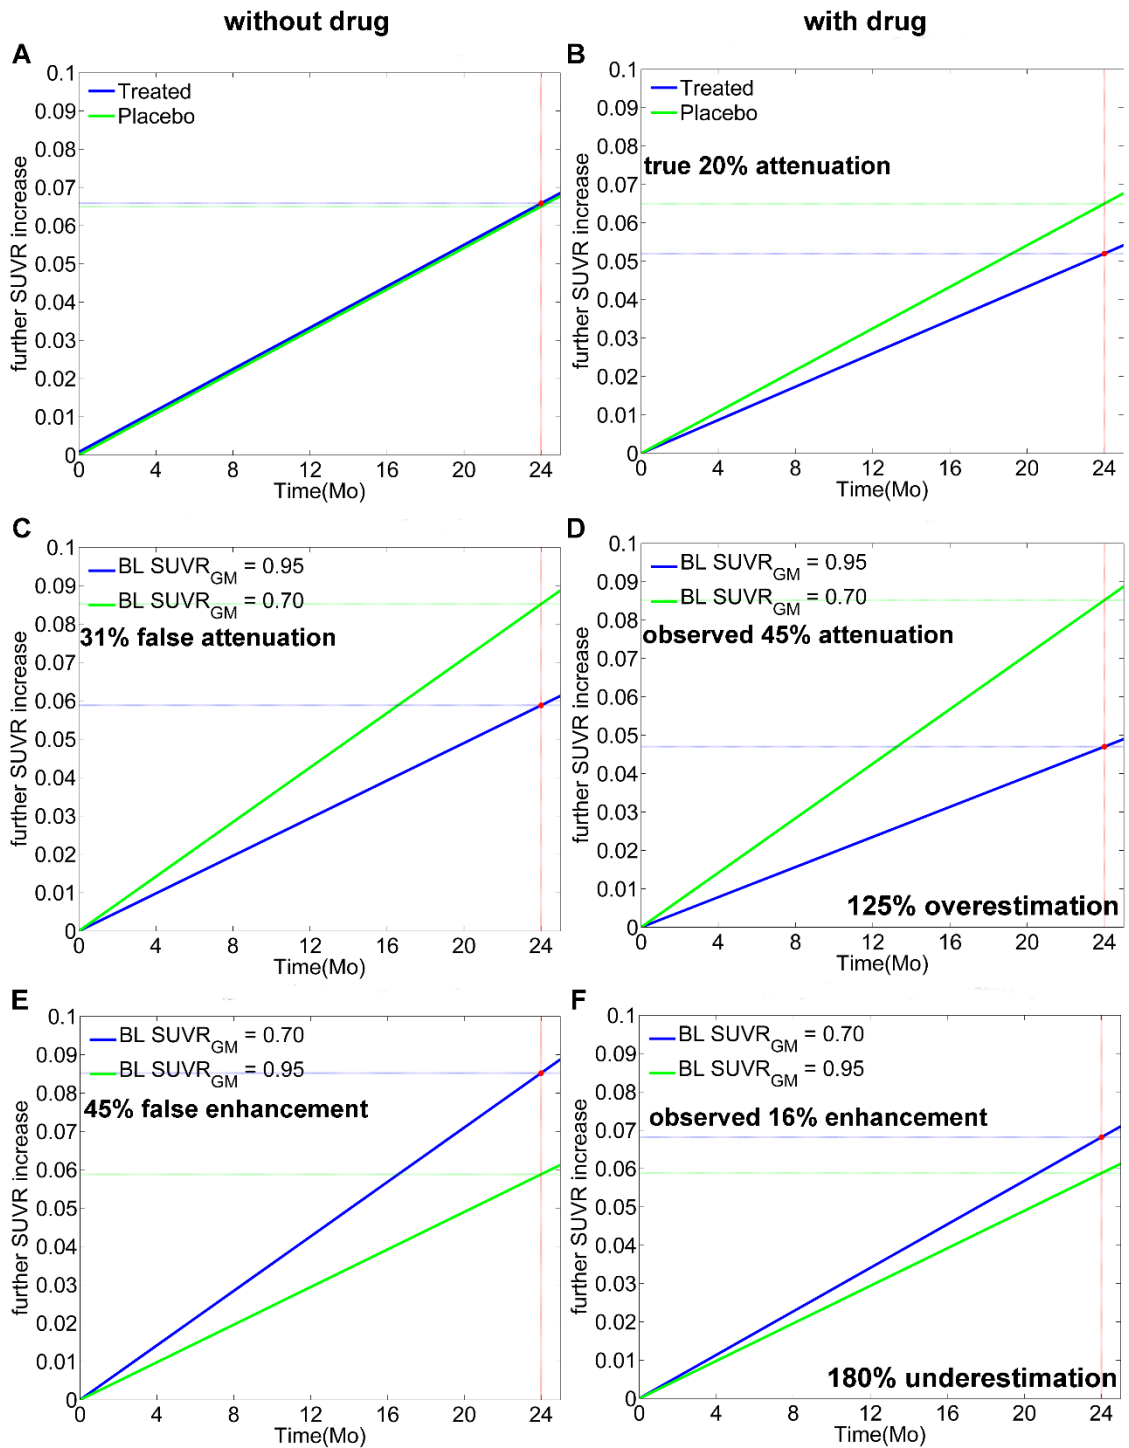 without drug
with drug
A
0.1
0.09
0.08
0.07
0.06
0.05
0.04
0.03
0.02
0.01
0
further SUVR increase
Treated
Placebo
0 4 8 12 16 20 24
Time(Mo)
B
0.1
0.09
0.08
0.07
0.06
0.05
0.04
0.03
0.02
0.01
0
further SUVR increase
Treated
Placebo
true 20% attenuation
0 4 8 12 16 20 24
Time(Mo)
C
0.1
0.09
0.08
0.07
0.06
0.05
0.04
0.03
0.02
0.01
0
further SUVR increase
BL SUVRGM = 0.95
BL SUVRGM = 0.70
31% false attenuation
0 4 8 12 16 20 24
Time(Mo)
D
0.1
0.09
0.08
0.07
0.06
0.05
0.04
0.03
0.02
0.01
0
further SUVR increase
BL SUVRGM = 0.95
BL SUVRGM = 0.70
observed 45% attenuation
125% overestimation
0 4 8 12 16 20 24
Time(Mo)
E
0.1
0.09
0.08
0.07
0.06
0.05
0.04
0.03
0.02
0.01
0
further SUVR increase
BL SUVRGM = 0.70
BL SUVRGM = 0.95
45% false enhancement
0 4 8 12 16 20 24
Time(Mo)
F
0.1
0.09
0.08
0.07
0.06
0.05
0.04
0.03
0.02
0.01
0
further SUVR increase
BL SUVRGM = 0.70
BL SUVRGM = 0.95
observed 16% enhancement
180% underestimation
0 4 8 12 16 20 24
Time(Mo)